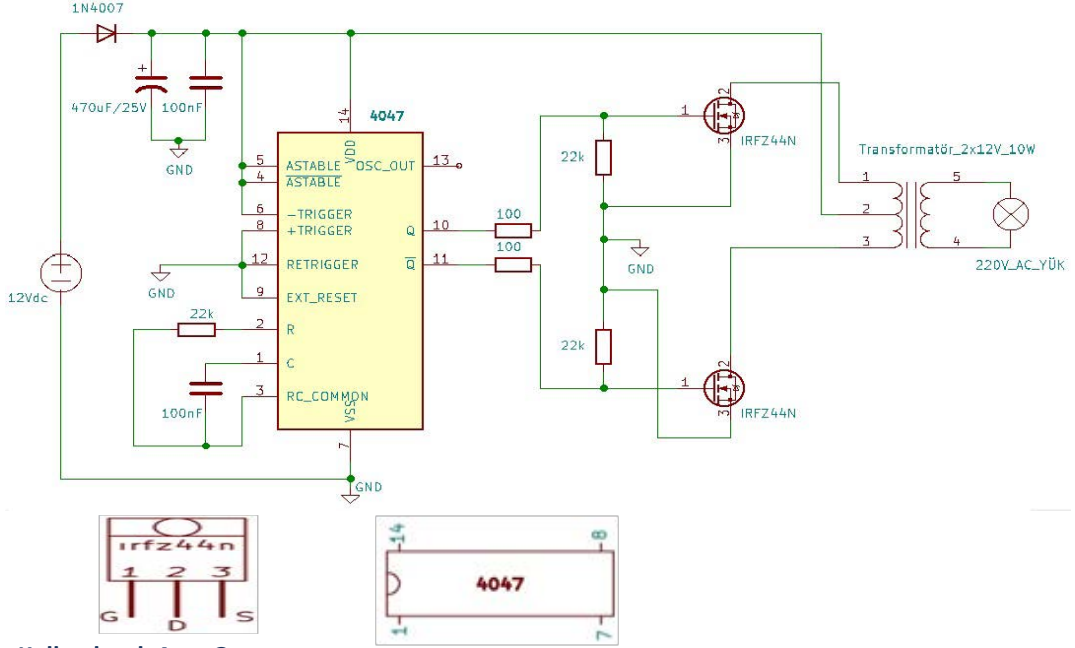 1N4007
470uF/25V
100nF
GND
12Vdc
4047
14
VDD
5 ASTABLE
OSC_OUT 13
4 ASTABLE
6 −TRIGGER
8 +TRIGGER
Q 10
100
12 RETRIGGER
Q 11
100
GND
9 EXT_RESET
22k
2 R
1 C
3 RC_COMMON
100nF
VSS
7
GND
22k
GND
22k
1
2
3
IRFZ44N
1
2
3
IRFZ44N
Transformatör_2x12V_10W
1
2
3
5
4
220V_AC_YÜK
irfz44n
1 2 3
G D S
14
8
4047
1
7